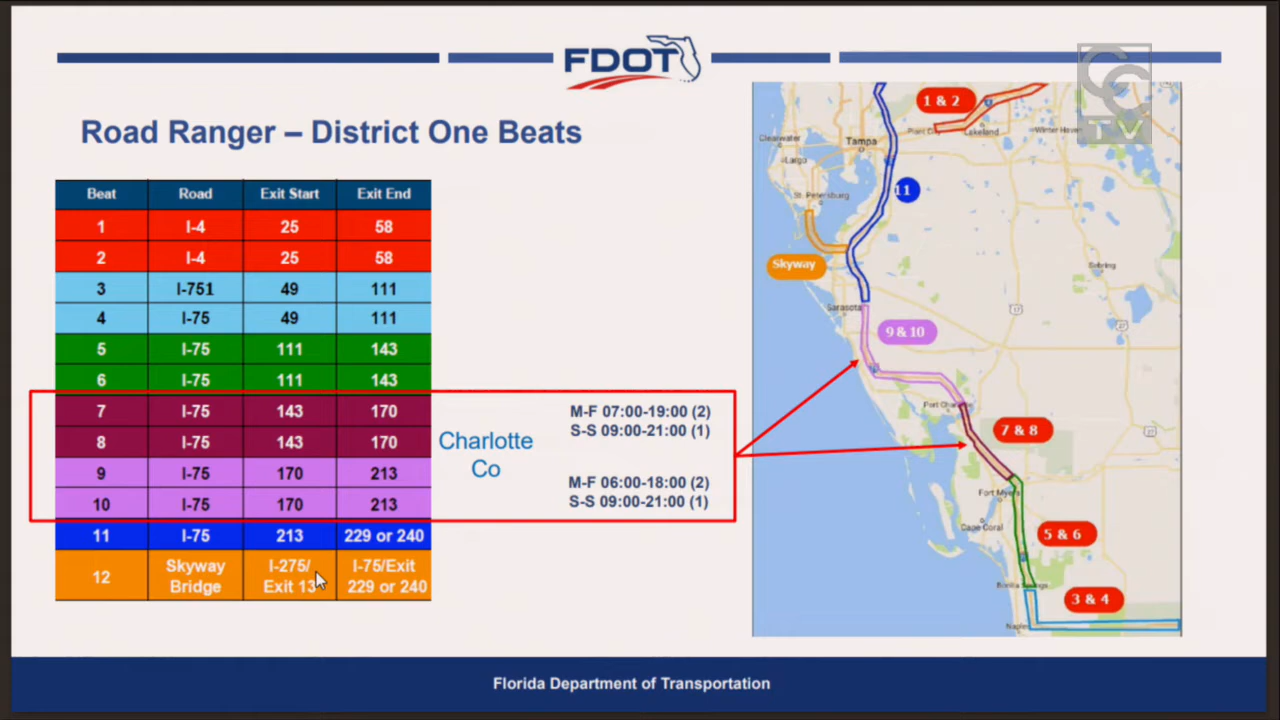 FDOT
CC
TV
Road Ranger – District One Beats
Beat Road Exit Start Exit End
1 I-4 25 58
2 I-4 25 58
3 I-751 49 111
4 I-75 49 111
5 I-75 111 143
6 I-75 111 143
7 I-75 143 170
8 I-75 143 170
9 I-75 170 213
10 I-75 170 213
11 I-75 213 229 or 240
12 Skyway Bridge I-275/ Exit 13 I-75/Exit 229 or 240
Charlotte
Co
M-F 07:00-19:00 (2)
S-S 09:00-21:00 (1)
M-F 06:00-18:00 (2)
S-S 09:00-21:00 (1)
1 & 2
Clearwater
Tampa
Lakeland
Winter Haven
Largo
St. Petersburg
11
Skyway
Sebring
Sarasota
9 & 10
Port Charlotte
7 & 8
Fort Myers
Cape Coral
5 & 6
Bonita Springs
3 & 4
Naples
Florida Department of Transportation